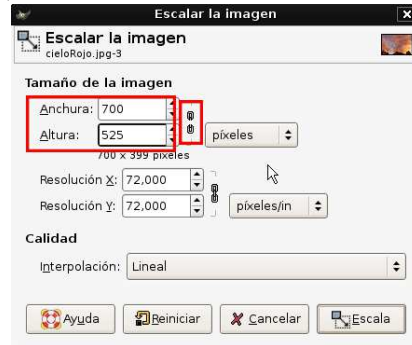 Escalar la imagen
Escalar la imagen
cieloRojo.jpg-3
Tamaño de la imagen
Anchura: 700
Altura: 525 píxeles
700 x 399 píxeles
Resolución X: 72,000
Resolución Y: 72,000 píxeles/in
Calidad
Interpolación: Lineal
Ayuda Reiniciar Cancelar Escala